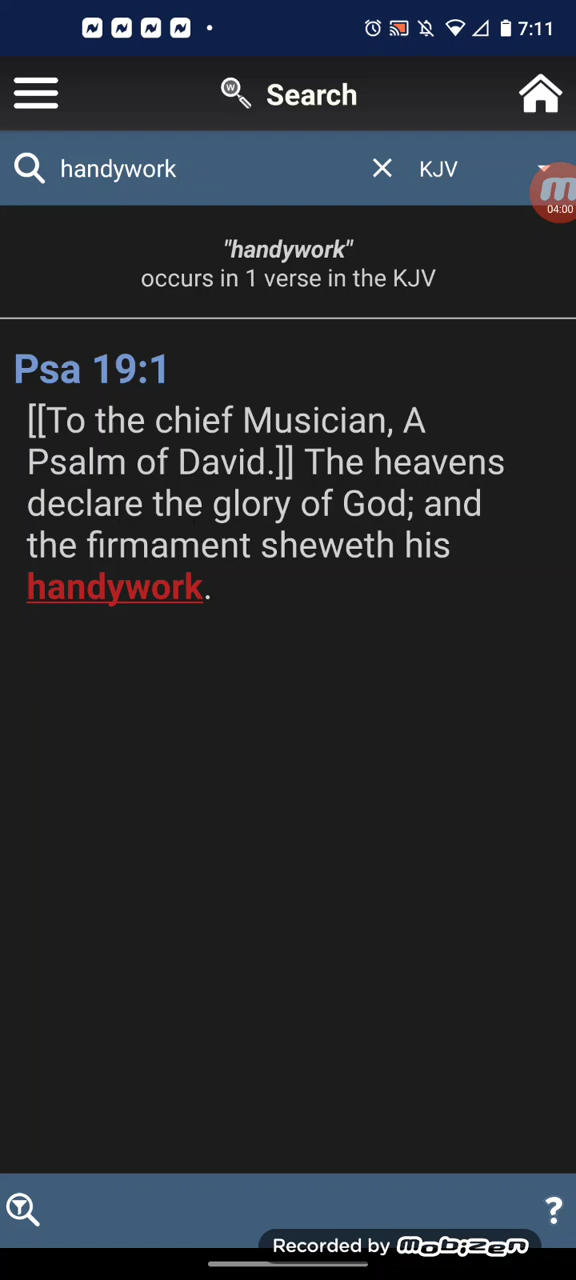 7:11
Search
handywork
KJV
04:00
"handywork"
occurs in 1 verse in the KJV
Psa 19:1
[[To the chief Musician, A
Psalm of David.]] The heavens
declare the glory of God; and
the firmament sheweth his
handywork.
?
Recorded by mobizen